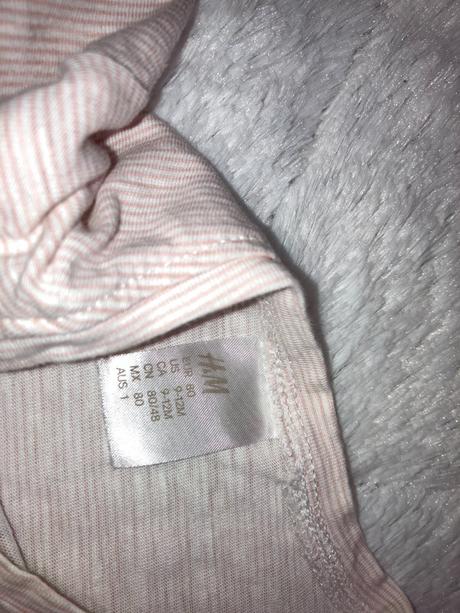 H&M
EUR 80
US 9-12M
CA 9-12M
CN 80/48
MX 80
AUS 1